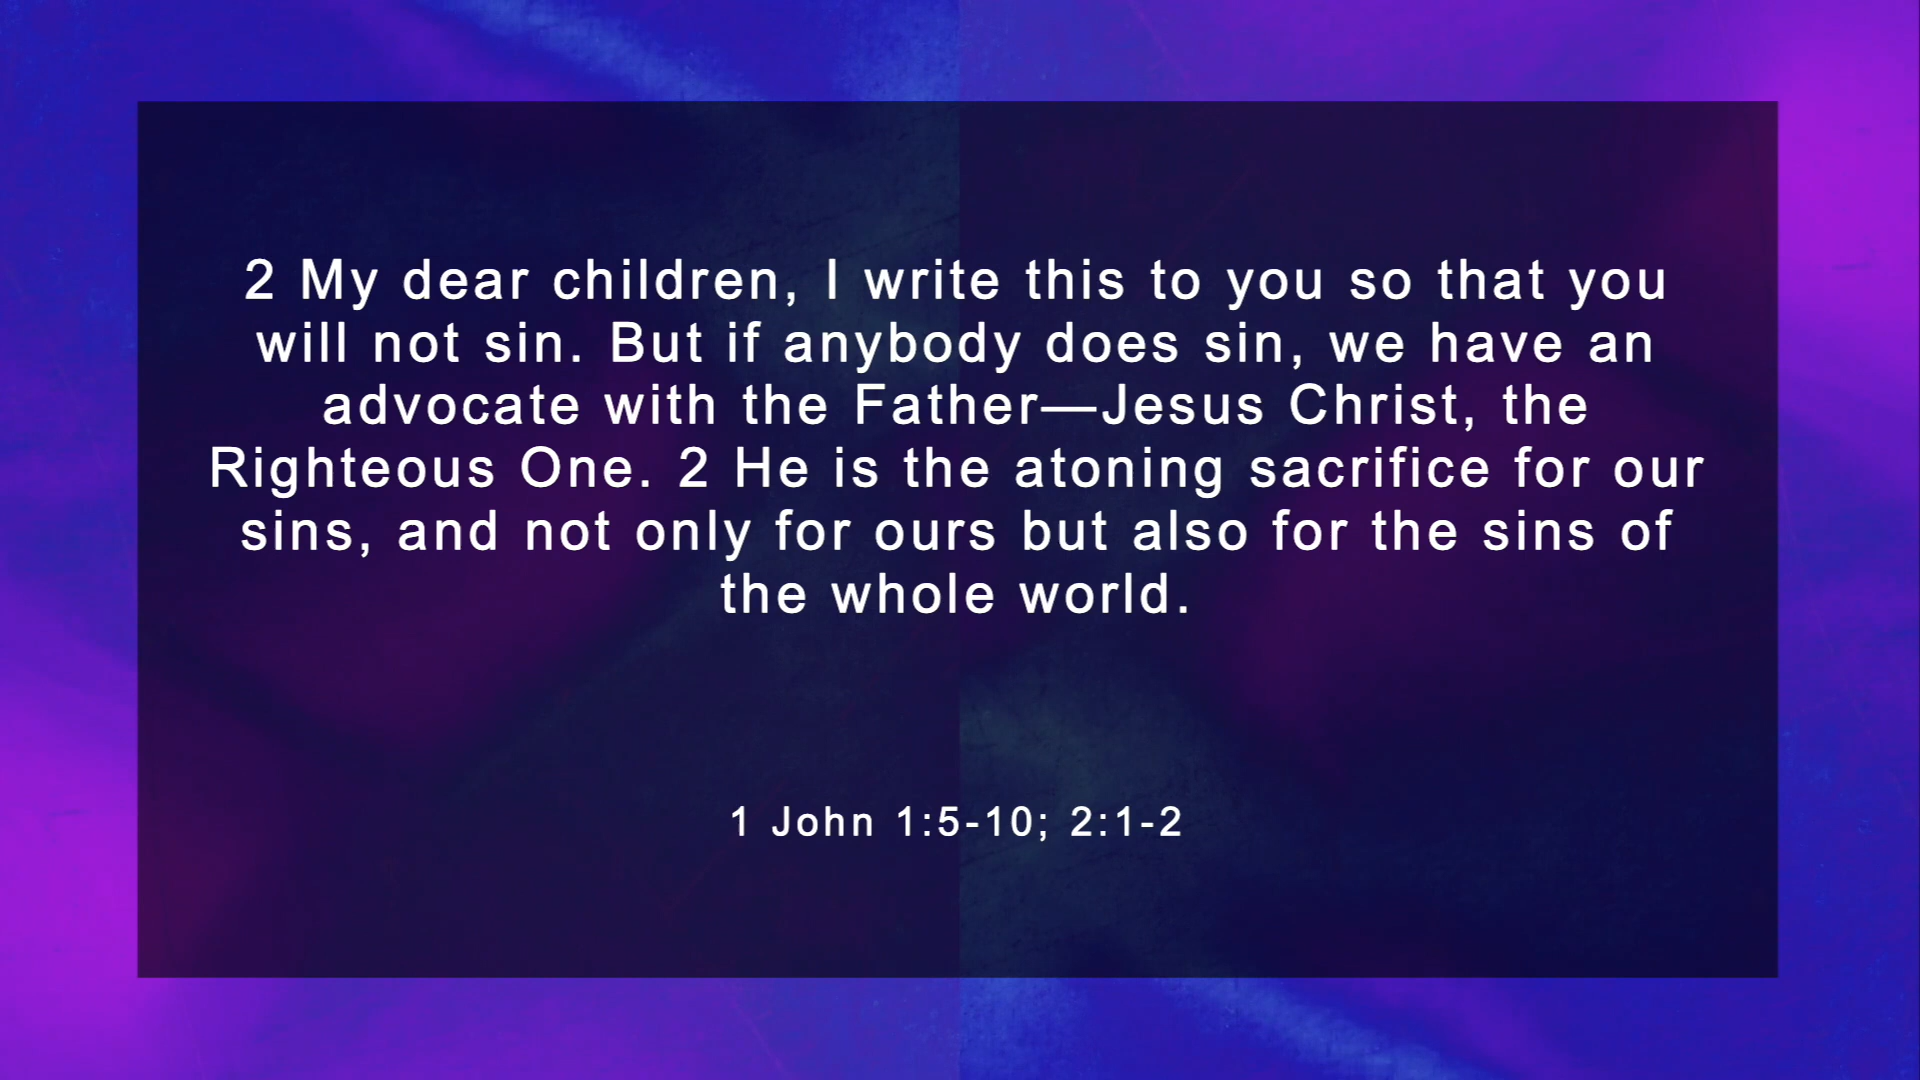 2 My dear children, I write this to you so that you
will not sin. But if anybody does sin, we have an
advocate with the Father—Jesus Christ, the
Righteous One. 2 He is the atoning sacrifice for our
sins, and not only for ours but also for the sins of
the whole world.
1 John 1:5-10; 2:1-2